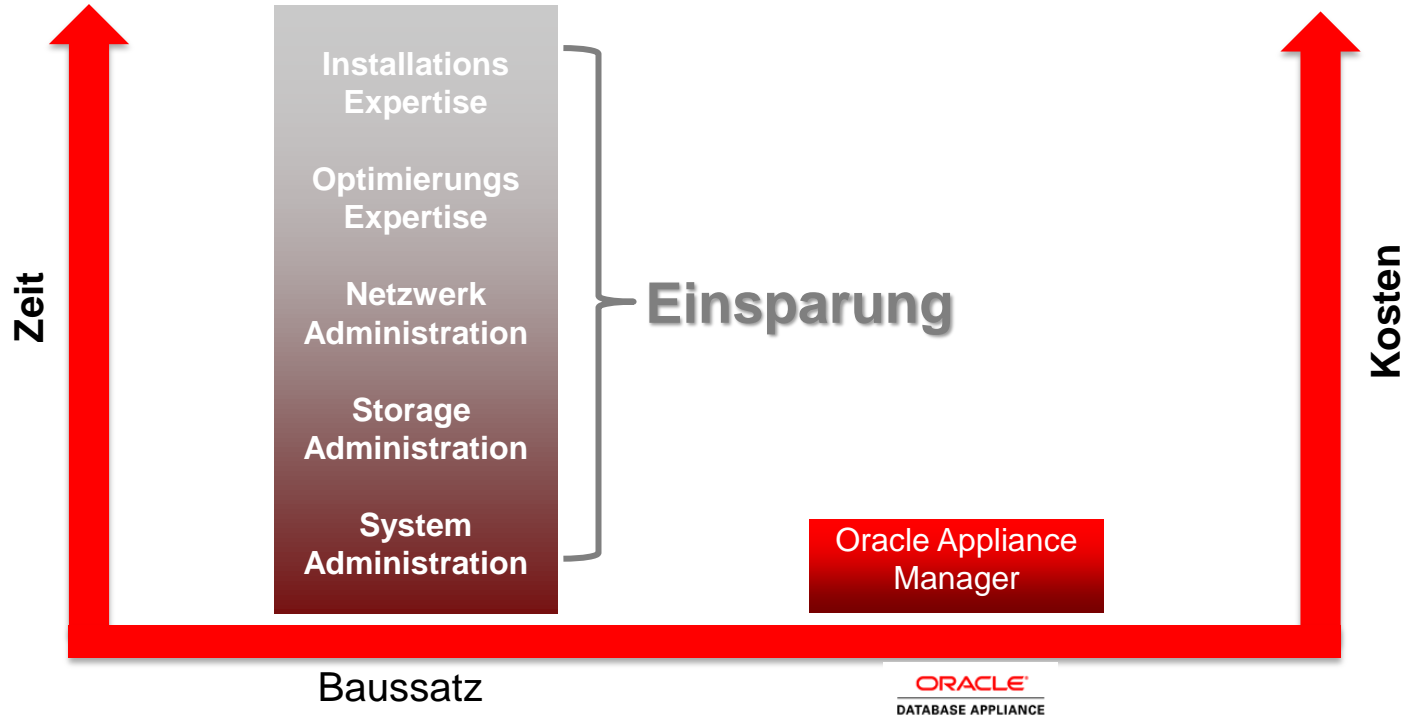 Installations
Expertise
Optimierungs
Expertise
Netzwerk
Administration
Storage
Administration
System
Administration
Zeit
Einsparung
Kosten
Oracle Appliance
Manager
Baussatz
ORACLE®
DATABASE APPLIANCE